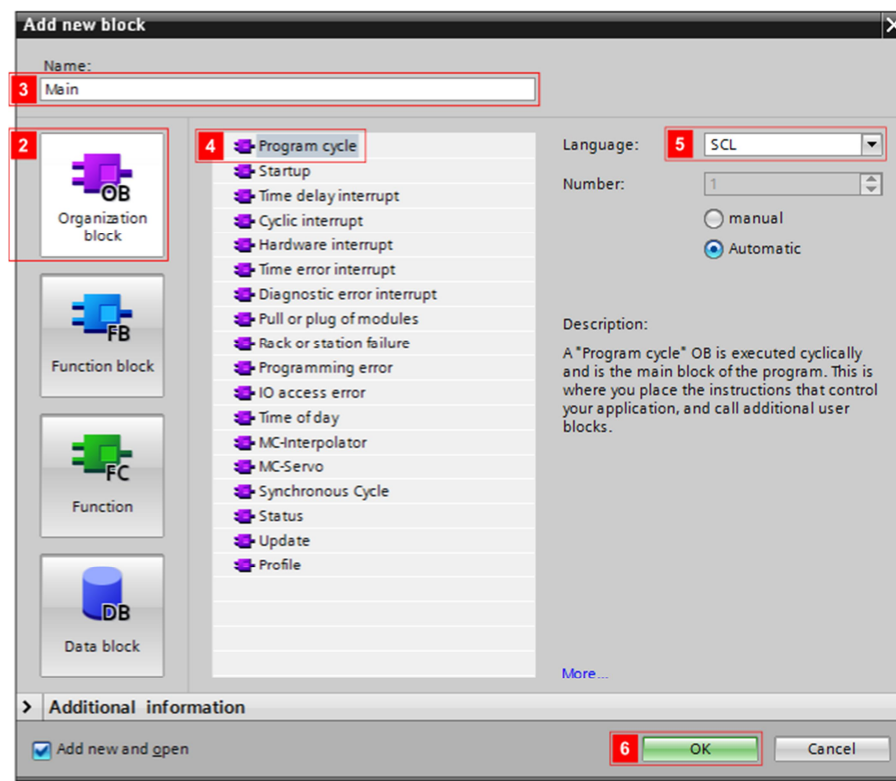 Add new block
Name:
3 Main
2
OB
Organization
block
FB
Function block
FC
Function
DB
Data block
4 Program cycle
Startup
Time delay interrupt
Cyclic interrupt
Hardware interrupt
Time error interrupt
Diagnostic error interrupt
Pull or plug of modules
Rack or station failure
Programming error
IO access error
Time of day
MC-Interpolator
MC-Servo
Synchronous Cycle
Status
Update
Profile
Language: 5 SCL
Number: 1
manual
Automatic
Description:
A "Program cycle" OB is executed cyclically
and is the main block of the program. This is
where you place the instructions that control
your application, and call additional user
blocks.
More...
> Additional information
Add new and open
6 OK
Cancel